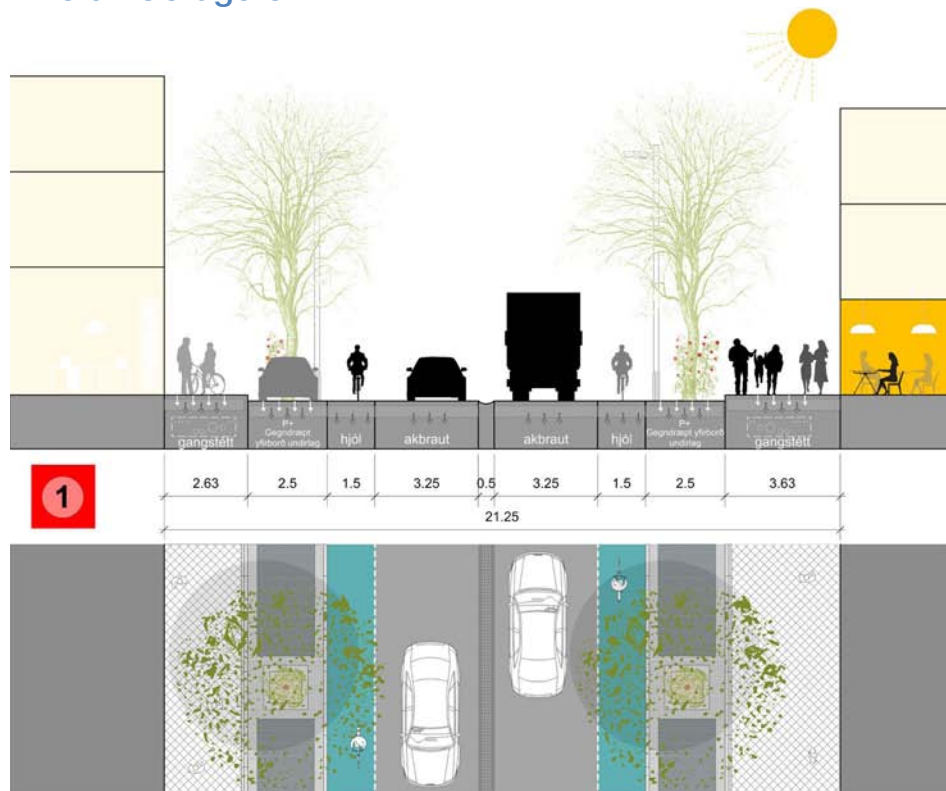 gangstétt
P+
Gegndræpt
yfirborð undirlag
hjól
akbraut
akbraut
hjól
P+
Gegndræpt yfirborð
undirlag
gangstétt
1
2.63 2.5 1.5 3.25 0.5 3.25 1.5 2.5 3.63
21.25